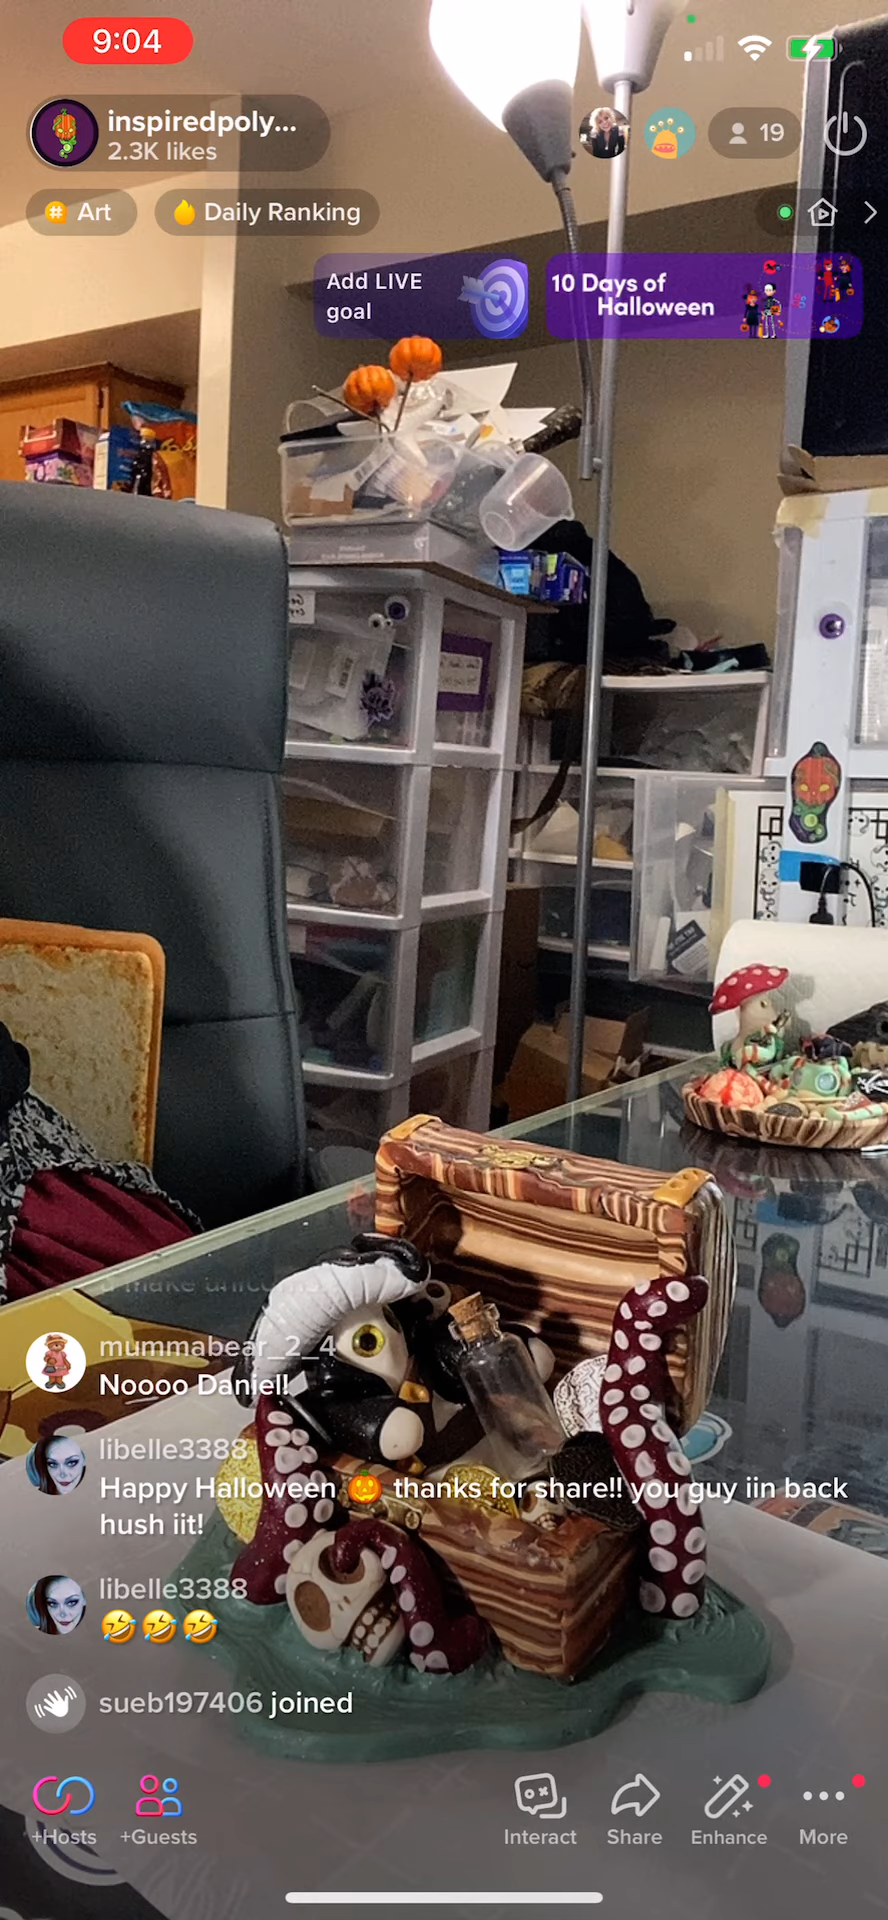 9:04
inspiredpoly...
2.3K likes
19
Art
Daily Ranking
Add LIVE
goal
10 Days of
Halloween
mummabear_2_4
Noooo Daniel!
libelle3388
Happy Halloween 🎃 thanks for share!! you guy iin back
hush iit!
libelle3388
🤣🤣🤣
sueb197406 joined
+Hosts
+Guests
Interact
Share
Enhance
More